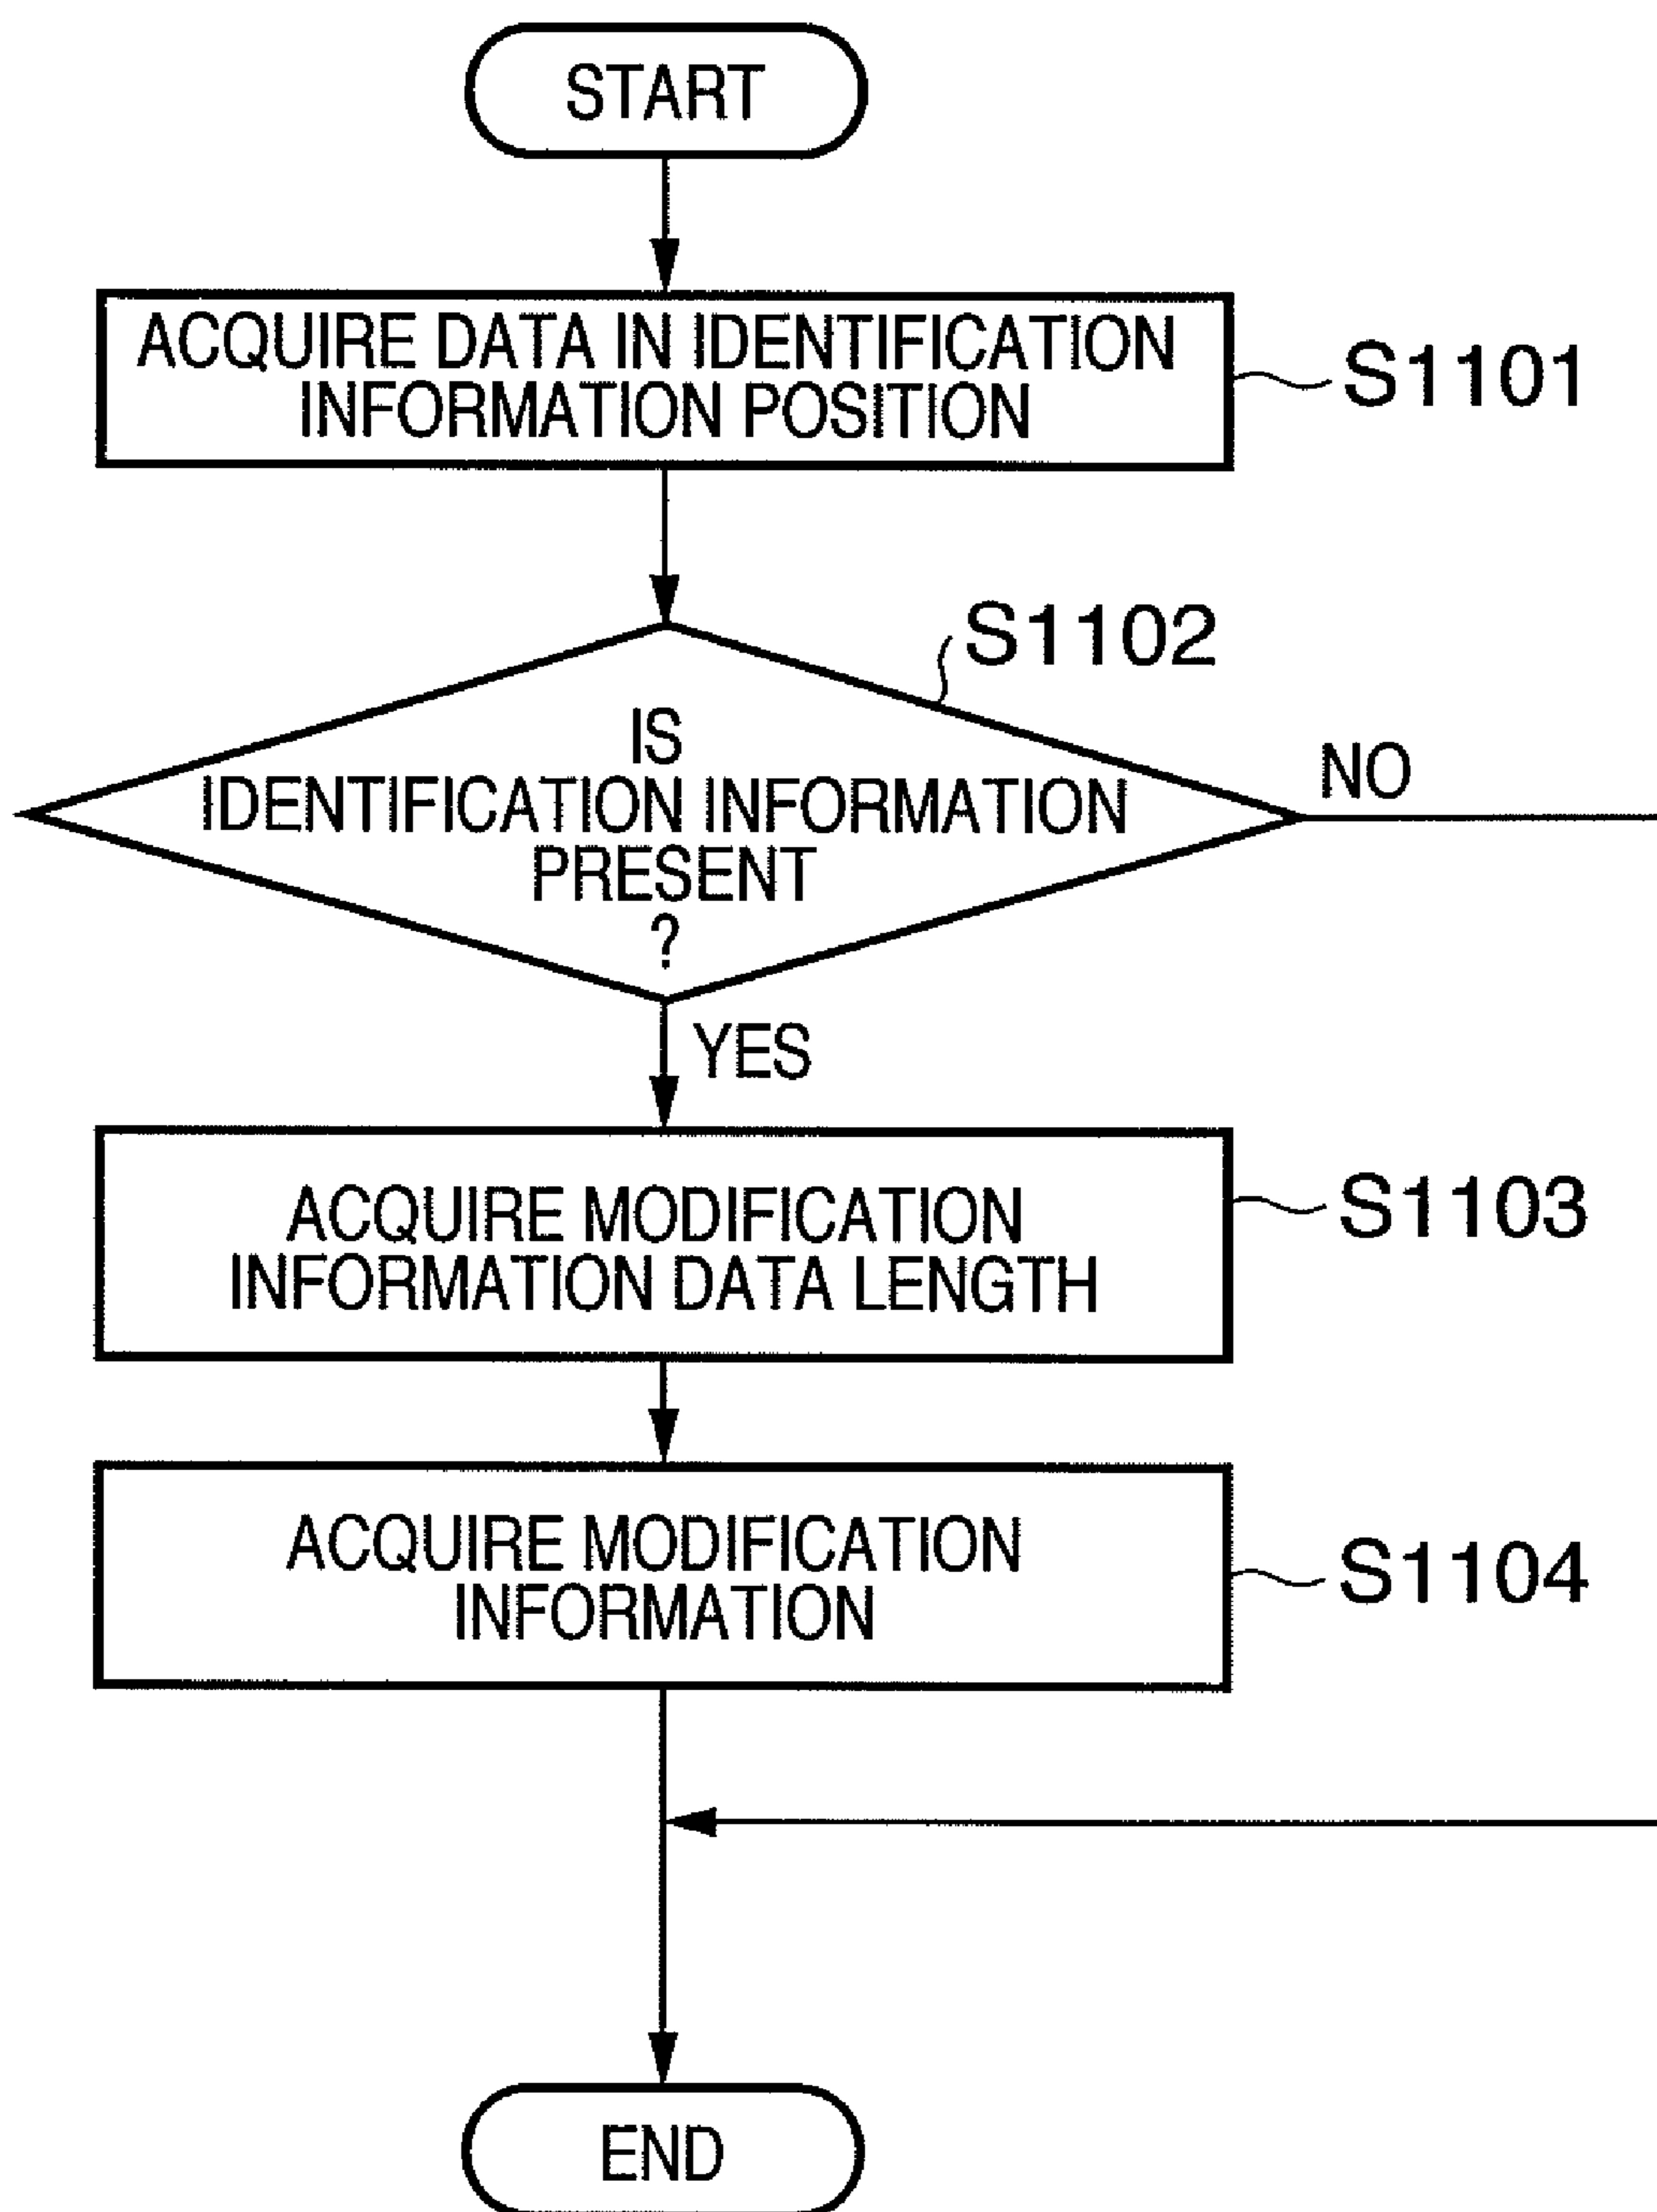 START
ACQUIRE DATA IN IDENTIFICATION
INFORMATION POSITION
S1101
S1102
IS
IDENTIFICATION INFORMATION
PRESENT
?
NO
YES
ACQUIRE MODIFICATION
INFORMATION DATA LENGTH
S1103
ACQUIRE MODIFICATION
INFORMATION
S1104
END